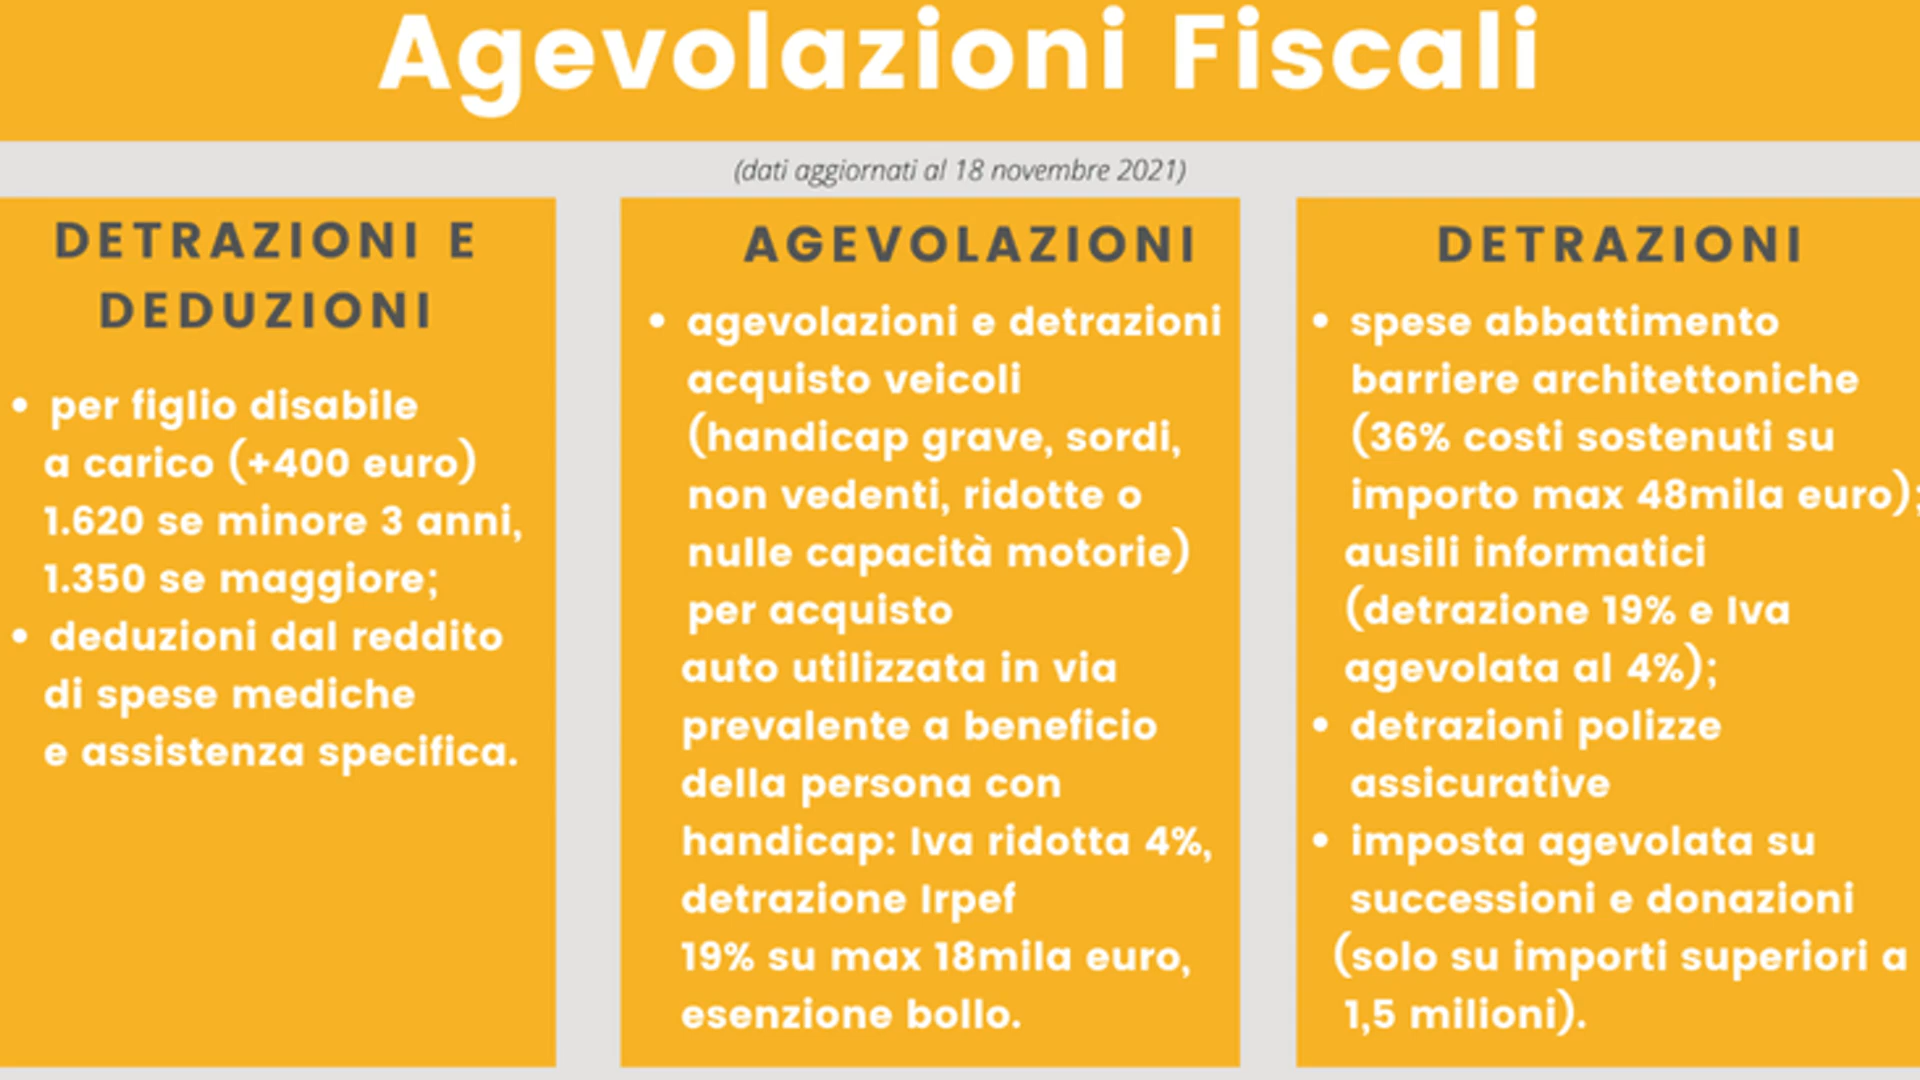 Agevolazioni Fiscali
(dati aggiornati al 18 novembre 2021)
DETRAZIONI E
DEDUZIONI
• per figlio disabile
a carico (+400 euro)
1.620 se minore 3 anni,
1.350 se maggiore;
• deduzioni dal reddito
di spese mediche
e assistenza specifica.
AGEVOLAZIONI
• agevolazioni e detrazioni
acquisto veicoli
(handicap grave, sordi,
non vedenti, ridotte o
nulle capacità motorie)
per acquisto
auto utilizzata in via
prevalente a beneficio
della persona con
handicap: Iva ridotta 4%,
detrazione Irpef
19% su max 18mila euro,
esenzione bollo.
DETRAZIONI
• spese abbattimento
barriere architettoniche
(36% costi sostenuti su
importo max 48mila euro);
ausili informatici
(detrazione 19% e Iva
agevolata al 4%);
• detrazioni polizze
assicurative
• imposta agevolata su
successioni e donazioni
(solo su importi superiori a
1,5 milioni).